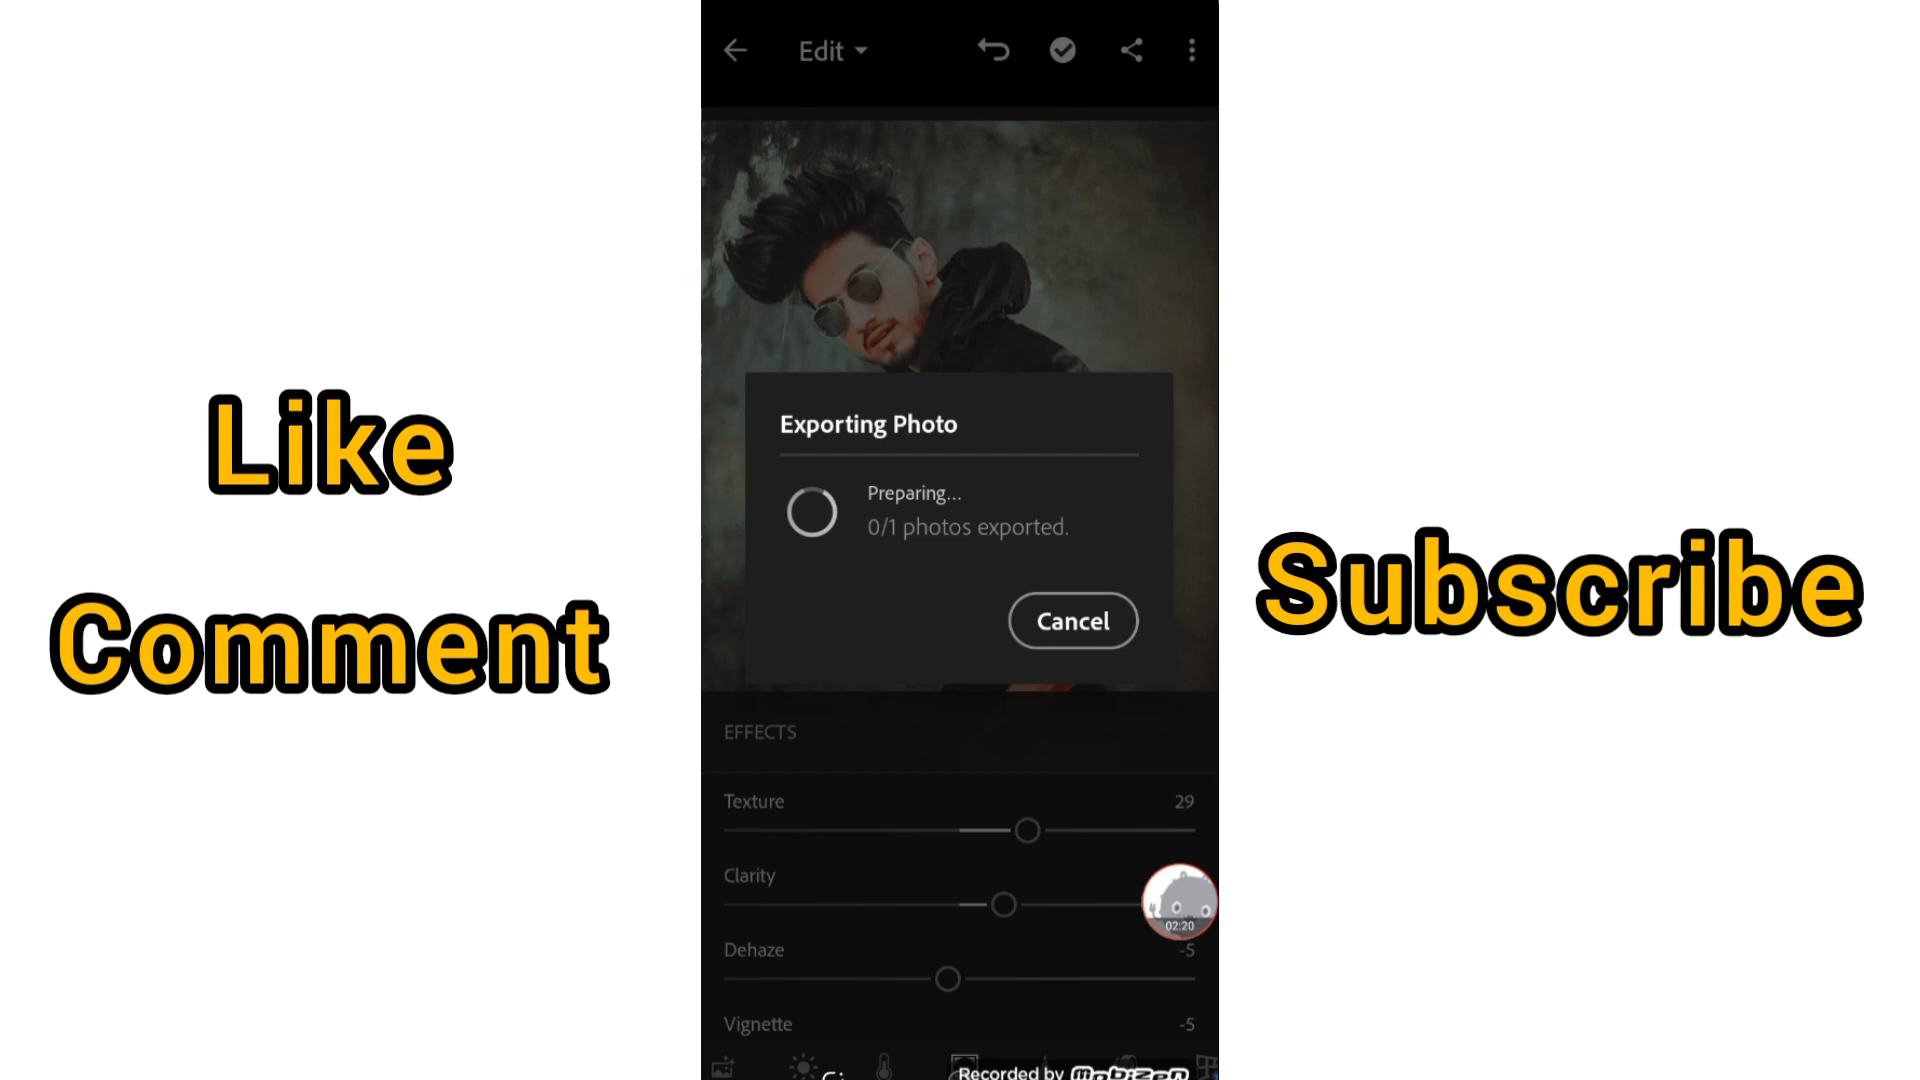 Edit
Like
Comment
Exporting Photo
Preparing...
0/1 photos exported.
Cancel
Subscribe
EFFECTS
Texture 29
Clarity
02:20
Dehaze -5
Vignette -5
Recorded by mobizen